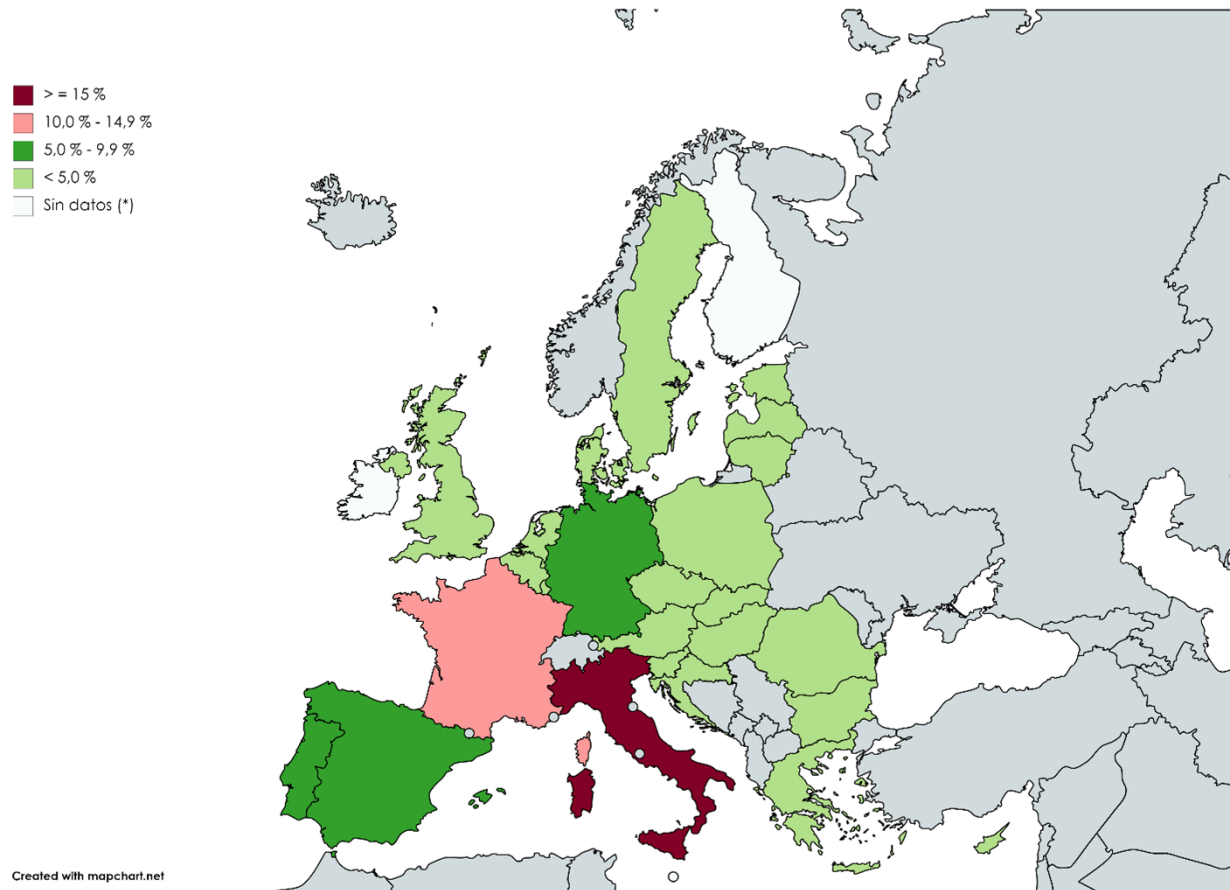 > = 15 %
10,0 % - 14,9 %
5,0 % - 9,9 %
< 5,0 %
Sin datos (*)
Created with mapchart.net